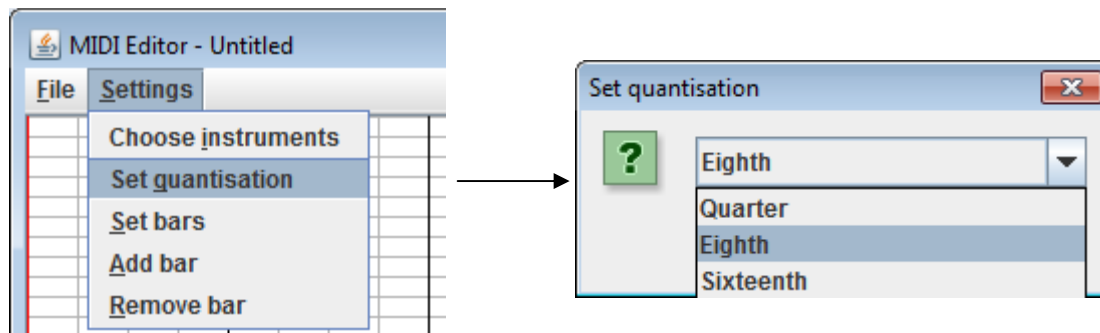 MIDI Editor - Untitled
File Settings
Choose instruments
Set quantisation
Set bars
Add bar
Remove bar
Set quantisation
?
Eighth
Quarter
Eighth
Sixteenth